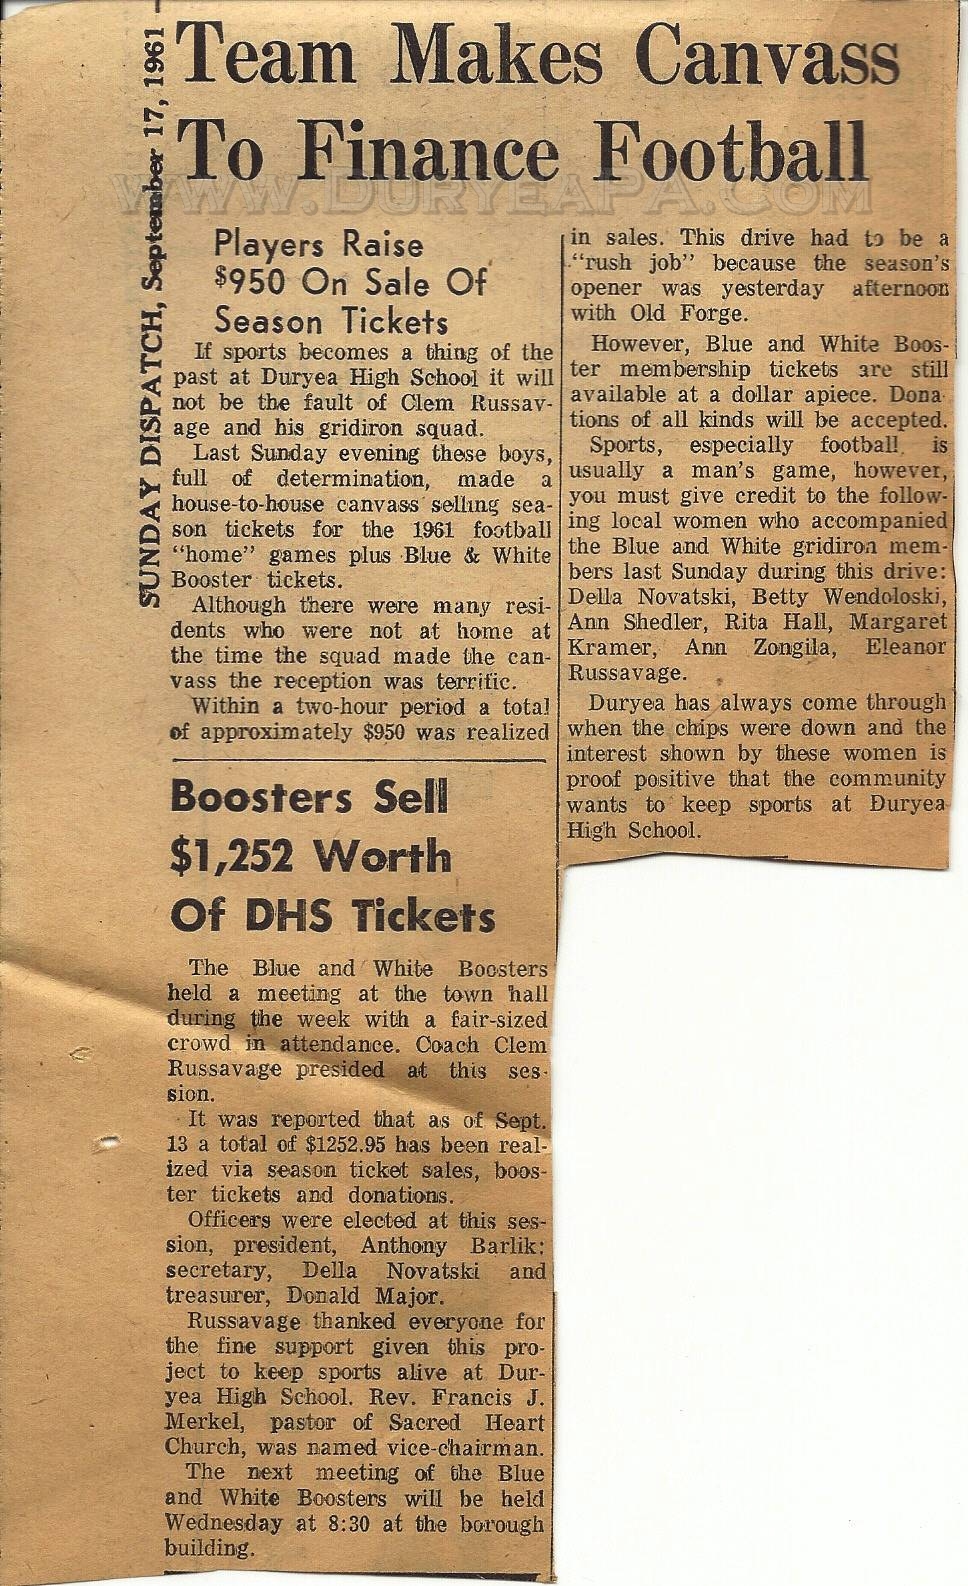 SUNDAY DISPATCH, September 17, 1961
Team Makes Canvass
To Finance Football
WWW.DURYEAPA.COM
Players Raise
$950 On Sale Of
Season Tickets
If sports becomes a thing of the
past at Duryea High School it will
not be the fault of Clem Russav-
age and his gridiron squad.
Last Sunday evening these boys,
full of determination, made a
house-to-house canvass selling sea-
son tickets for the 1961 football
"home" games plus Blue & White
Booster tickets.
Although there were many resi-
dents who were not at home at
the time the squad made the can-
vass the reception was terrific.
Within a two-hour period a total
of approximately $950 was realized
in sales. This drive had to be a
"rush job" because the season's
opener was yesterday afternoon
with Old Forge.
However, Blue and White Boos-
ter membership tickets are still
available at a dollar apiece. Dona
tions of all kinds will be accepted.
Sports, especially football is
usually a man's game, however,
you must give credit to the follow-
ing local women who accompanied
the Blue and White gridiron mem-
bers last Sunday during this drive:
Della Novatski, Betty Wendoloski,
Ann Shedler, Rita Hall, Margaret
Kramer, Ann Zongila, Eleanor
Russavage.
Duryea has always come through
when the chips were down and the
interest shown by these women is
proof positive that the community
wants to keep sports at Duryea
High School.
Boosters Sell
$1,252 Worth
Of DHS Tickets
The Blue and White Boosters
held a meeting at the town hall
during the week with a fair-sized
crowd in attendance. Coach Clem
Russavage presided at this ses-
sion.
It was reported that as of Sept.
13 a total of $1252.95 has been real-
ized via season ticket sales, boos-
ter tickets and donations.
Officers were elected at this ses-
sion, president, Anthony Barlik;
secretary, Della Novatski and
treasurer, Donald Major.
Russavage thanked everyone for
the fine support given this pro-
ject to keep sports alive at Dur-
yea High School. Rev. Francis J.
Merkel, pastor of Sacred Heart
Church, was named vice-chairman.
The next meeting of the Blue
and White Boosters will be held
Wednesday at 8:30 at the borough
building.